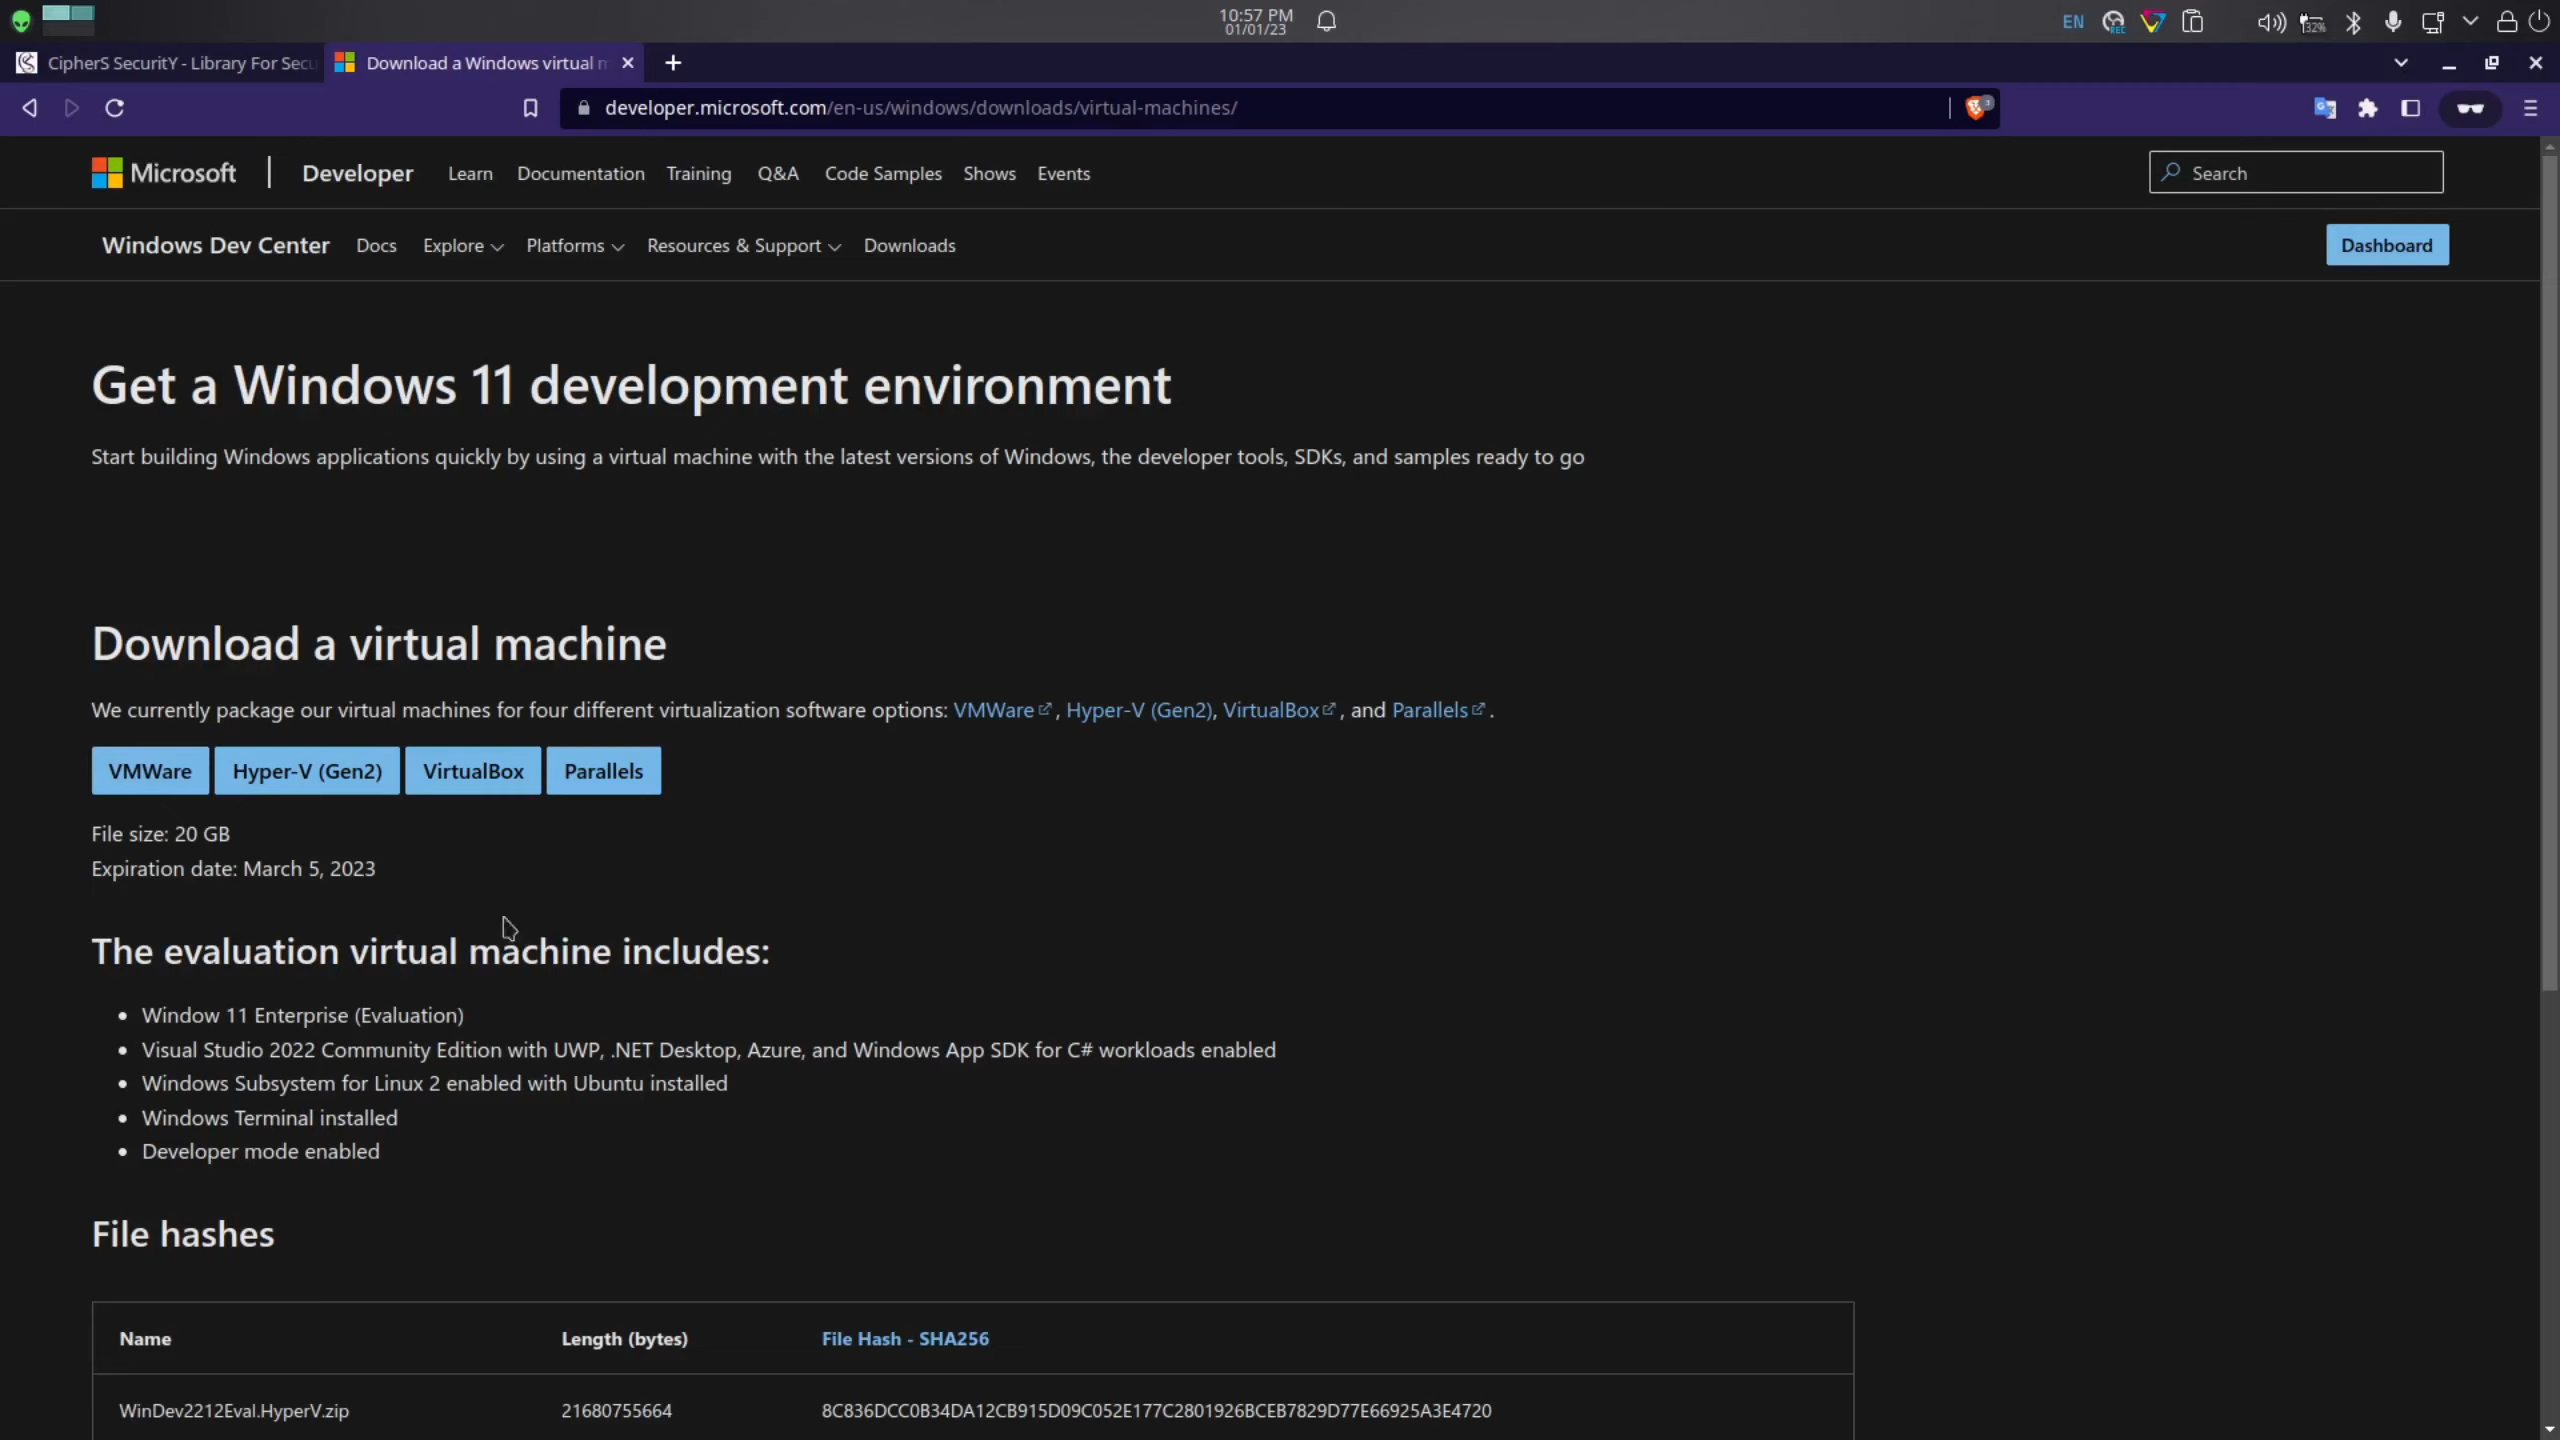 10:57 PM
01/01/23
EN
REC
32%
CipherS SecuritY - Library For Secu
Download a Windows virtual m
developer.microsoft.com/en-us/windows/downloads/virtual-machines/
3
Microsoft
Developer
Learn
Documentation
Training
Q&A
Code Samples
Shows
Events
Search
Windows Dev Center
Docs
Explore
Platforms
Resources & Support
Downloads
Dashboard
Get a Windows 11 development environment
Start building Windows applications quickly by using a virtual machine with the latest versions of Windows, the developer tools, SDKs, and samples ready to go
Download a virtual machine
We currently package our virtual machines for four different virtualization software options: VMWare , Hyper-V (Gen2), VirtualBox , and Parallels .
VMWare
Hyper-V (Gen2)
VirtualBox
Parallels
File size: 20 GB
Expiration date: March 5, 2023
The evaluation virtual machine includes:
• Window 11 Enterprise (Evaluation)
• Visual Studio 2022 Community Edition with UWP, .NET Desktop, Azure, and Windows App SDK for C# workloads enabled
• Windows Subsystem for Linux 2 enabled with Ubuntu installed
• Windows Terminal installed
• Developer mode enabled
File hashes
Name
Length (bytes)
File Hash - SHA256
WinDev2212Eval.HyperV.zip
21680755664
8C836DCC0B34DA12CB915D09C052E177C2801926BCEB7829D77E66925A3E4720